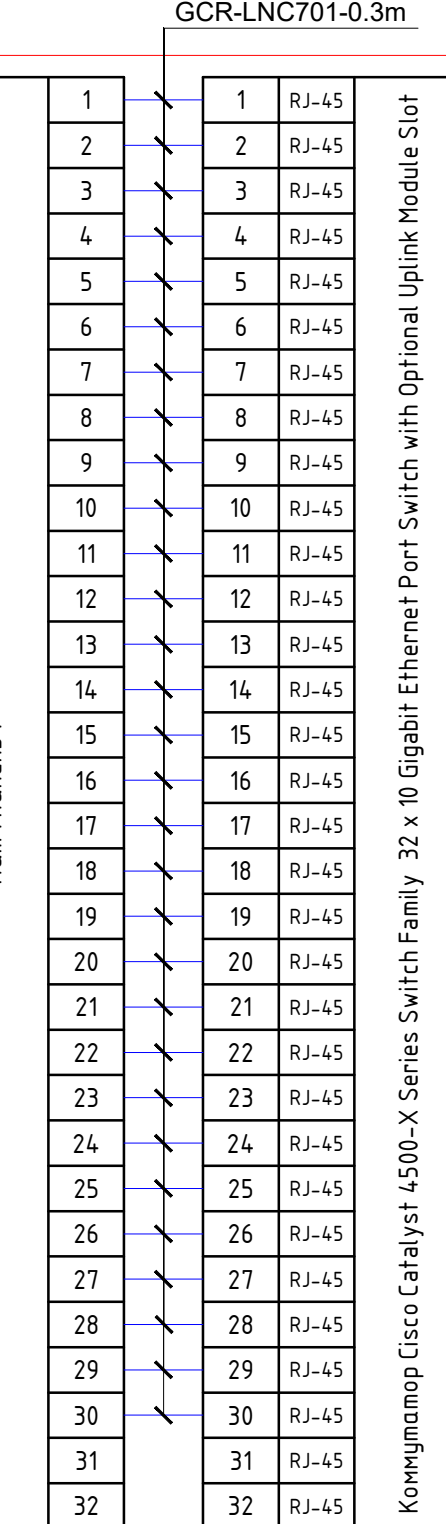 GCR-LNC701-0.3m
1 1 RJ-45
2 2 RJ-45
3 3 RJ-45
4 4 RJ-45
5 5 RJ-45
6 6 RJ-45
7 7 RJ-45
8 8 RJ-45
9 9 RJ-45
10 10 RJ-45
11 11 RJ-45
12 12 RJ-45
13 13 RJ-45
14 14 RJ-45
15 15 RJ-45
16 16 RJ-45
17 17 RJ-45
18 18 RJ-45
19 19 RJ-45
20 20 RJ-45
21 21 RJ-45
22 22 RJ-45
23 23 RJ-45
24 24 RJ-45
25 25 RJ-45
26 26 RJ-45
27 27 RJ-45
28 28 RJ-45
29 29 RJ-45
30 30 RJ-45
31 31 RJ-45
32 32 RJ-45
Коммутатор Cisco Catalyst 4500-X Series Switch Family 32 x 10 Gigabit Ethernet Port Switch with Optional Uplink Module Slot